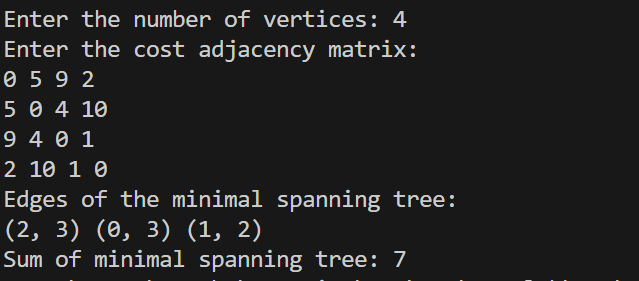 Enter the number of vertices: 4
Enter the cost adjacency matrix:
0 5 9 2
5 0 4 10
9 4 0 1
2 10 1 0
Edges of the minimal spanning tree:
(2, 3) (0, 3) (1, 2)
Sum of minimal spanning tree: 7